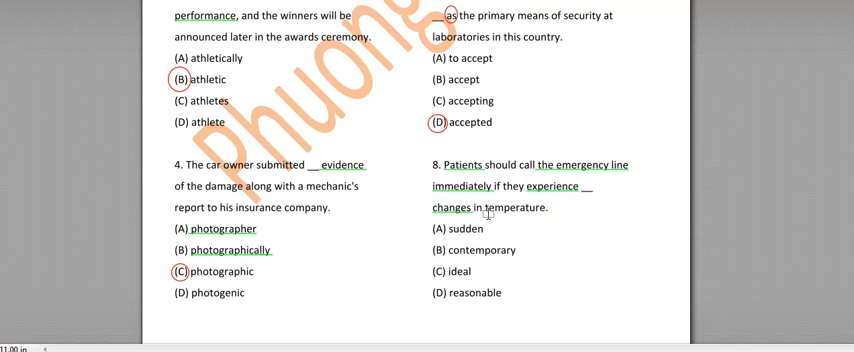 performance, and the winners will be
announced later in the awards ceremony.
(A) athletically
(B) athletic
(C) athletes
(D) athlete
4. The car owner submitted __ evidence
of the damage along with a mechanic's
report to his insurance company.
(A) photographer
(B) photographically
(C) photographic
(D) photogenic
__ as the primary means of security at
laboratories in this country.
(A) to accept
(B) accept
(C) accepting
(D) accepted
8. Patients should call the emergency line
immediately if they experience __
changes in temperature.
(A) sudden
(B) contemporary
(C) ideal
(D) reasonable
Phuong
11.00 in